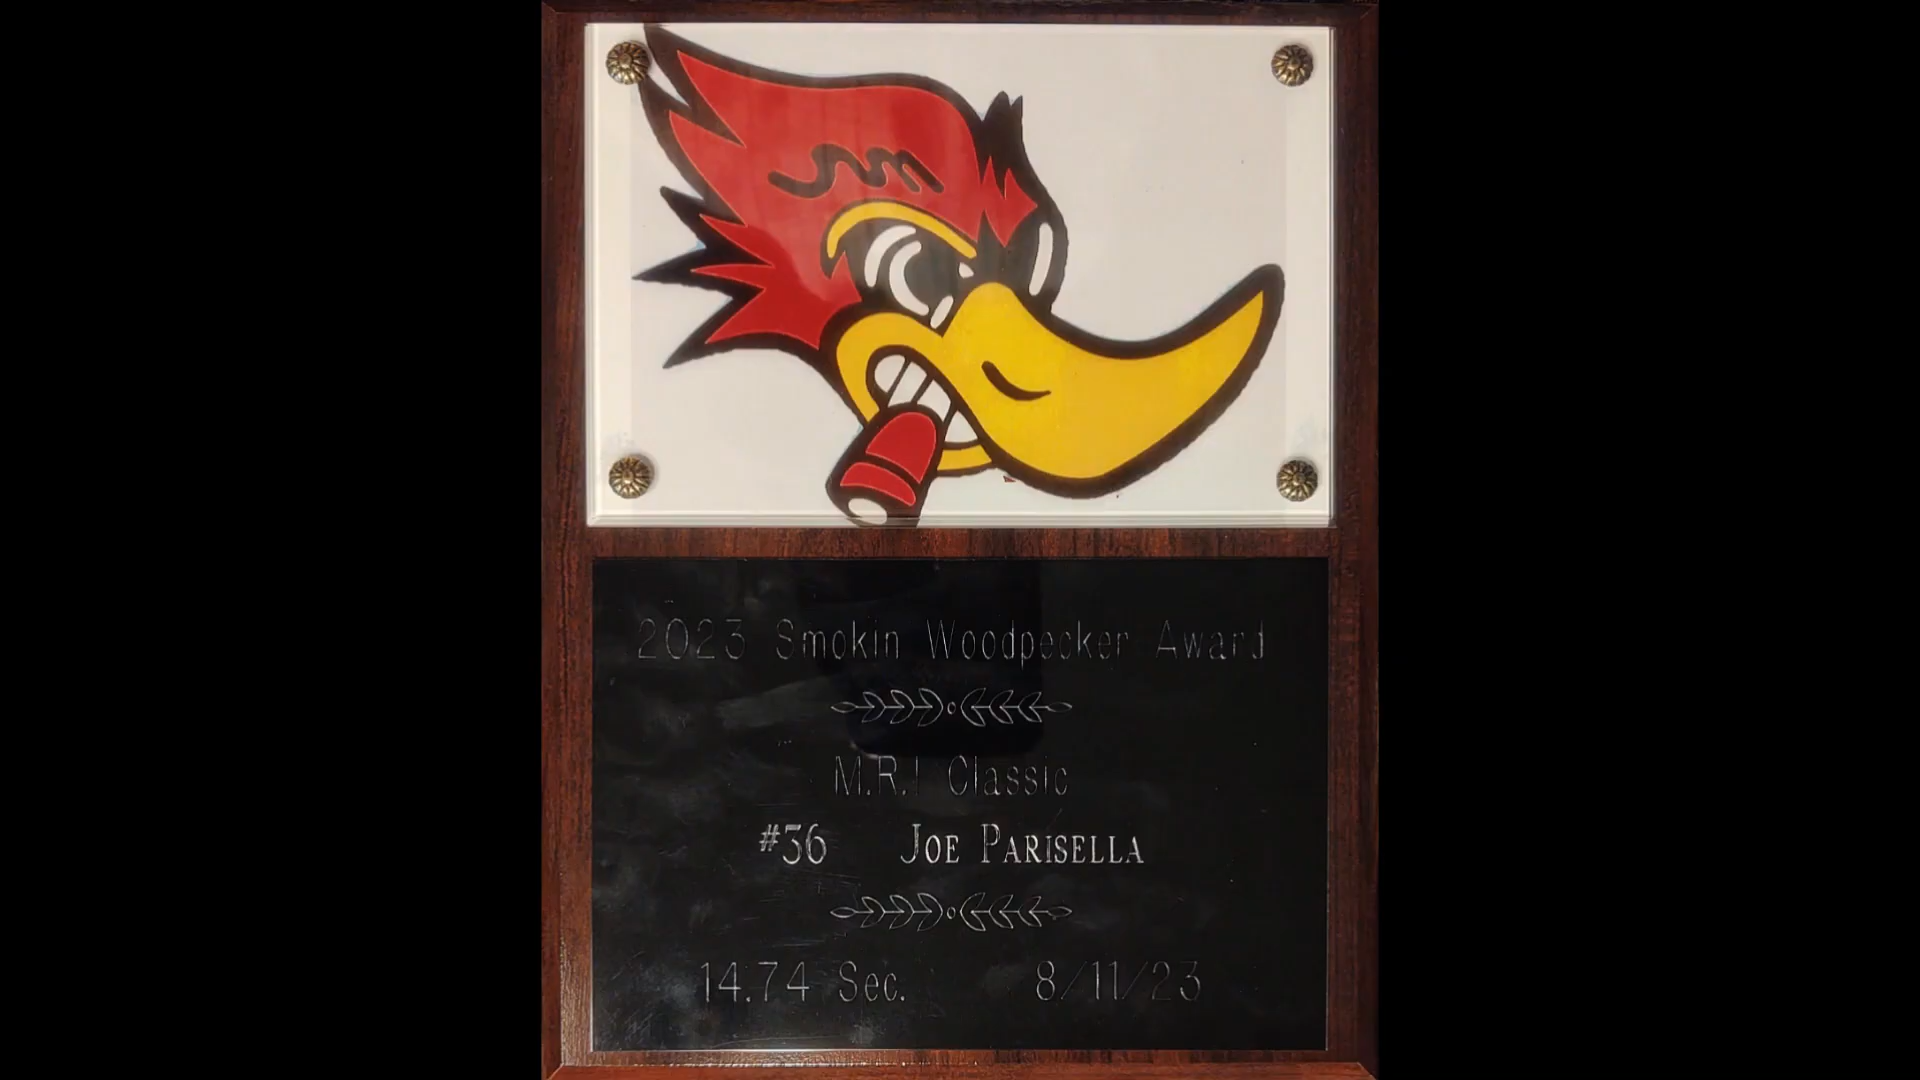 2023 Smokin Woodpecker Award
M.R.I Classic
#36 JOE PARISELLA
14.74 Sec. 8/11/23